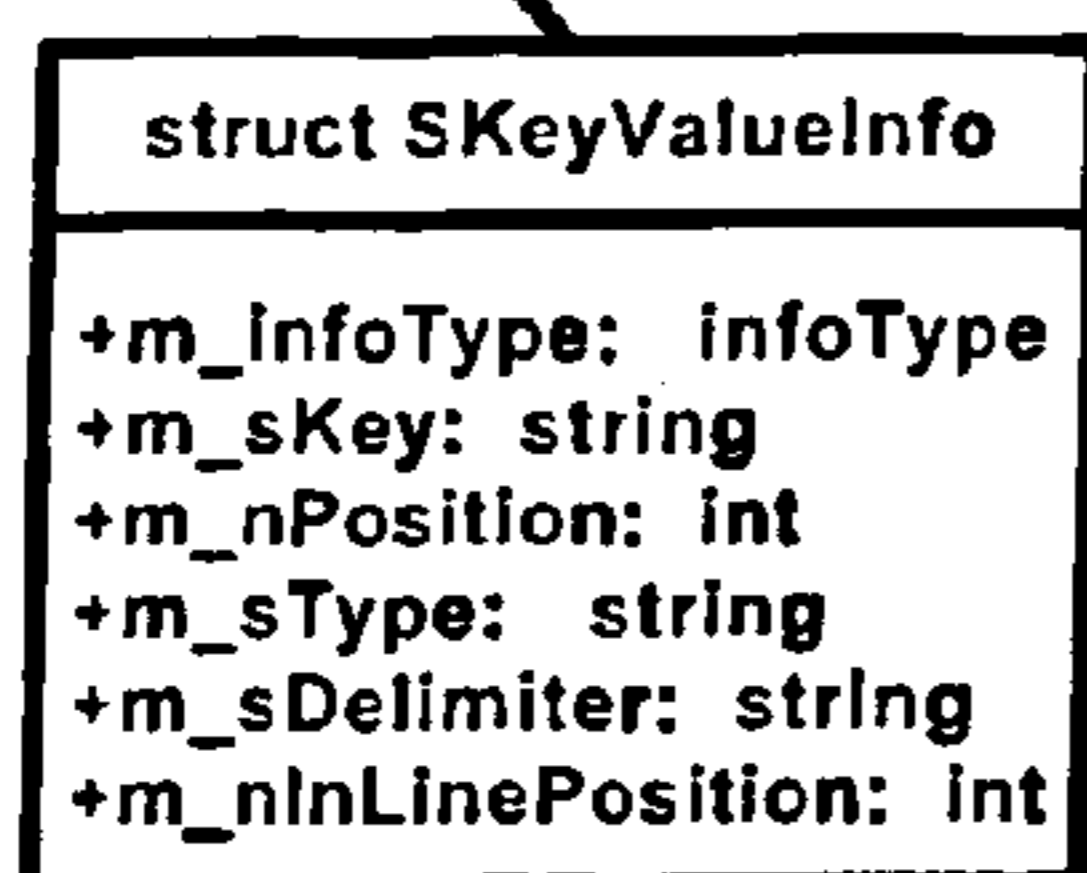 struct SKeyValueInfo
+m_infoType: infoType
+m_sKey: string
+m_nPosition: int
+m_sType: string
+m_sDelimiter: string
+m_nInLinePosition: int